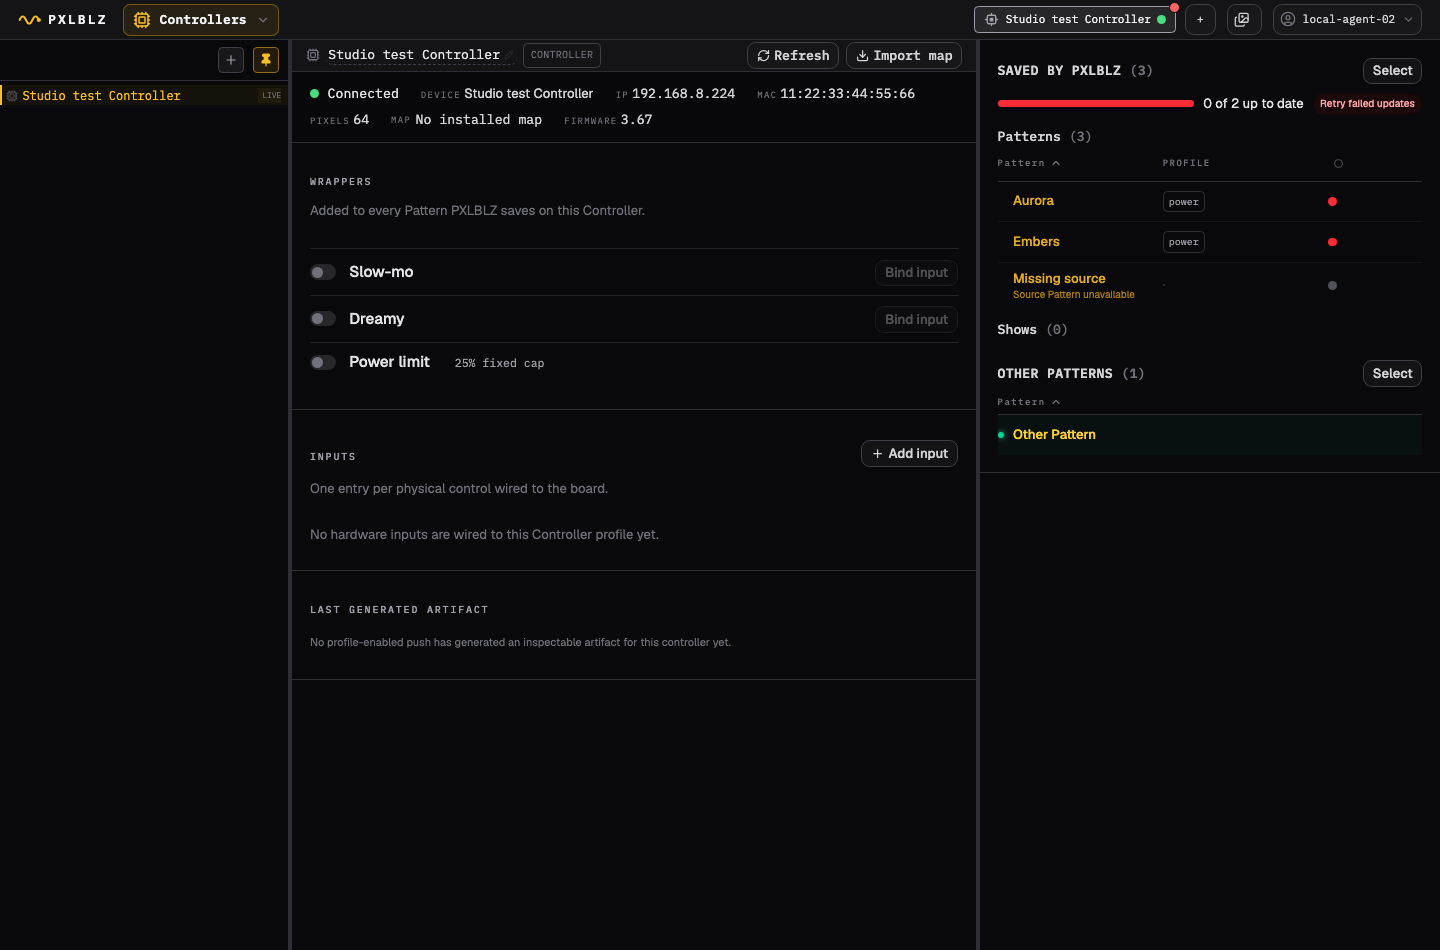 PXLBLZ
Controllers
Studio test Controller
+
local-agent-02
Studio test Controller
LIVE
Studio test Controller
CONTROLLER
Refresh
Import map
Connected
DEVICE Studio test Controller
IP 192.168.8.224
MAC 11:22:33:44:55:66
PIXELS 64
MAP No installed map
FIRMWARE 3.67
WRAPPERS
Added to every Pattern PXLBLZ saves on this Controller.
Slow-mo
Bind input
Dreamy
Bind input
Power limit
25% fixed cap
INPUTS
+ Add input
One entry per physical control wired to the board.
No hardware inputs are wired to this Controller profile yet.
LAST GENERATED ARTIFACT
No profile-enabled push has generated an inspectable artifact for this controller yet.
SAVED BY PXLBLZ (3)
Select
0 of 2 up to date
Retry failed updates
Patterns (3)
Pattern
PROFILE
Aurora
power
Embers
power
Missing source
Source Pattern unavailable
Shows (0)
OTHER PATTERNS (1)
Select
Pattern
Other Pattern